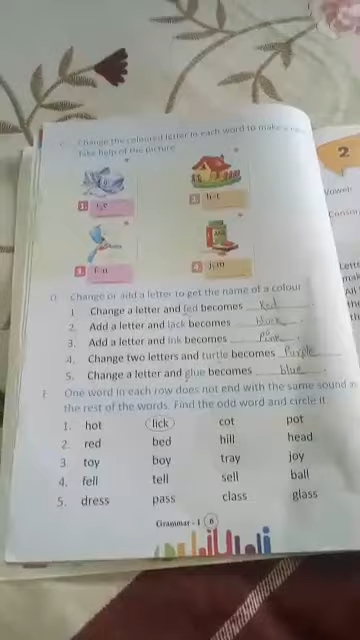 Change the coloured letter in each word to make a
Take help of the picture
1.
2.
3.
4. jam
D. Change or add a letter to get the name of a colour
1. Change a letter and fed becomes Red.
2. Add a letter and lack becomes black.
3. Add a letter and ink becomes Pink.
4. Change two letters and turtle becomes Purple
5. Change a letter and glue becomes blue.
E. One word in each row does not end with the same sound as
the rest of the words. Find the odd word and circle it
1. hot lick cot pot
2. red bed hill head
3. toy boy tray joy
4. fell tell sell ball
5. dress pass class glass
Grammar - 1 6
2
Vowel